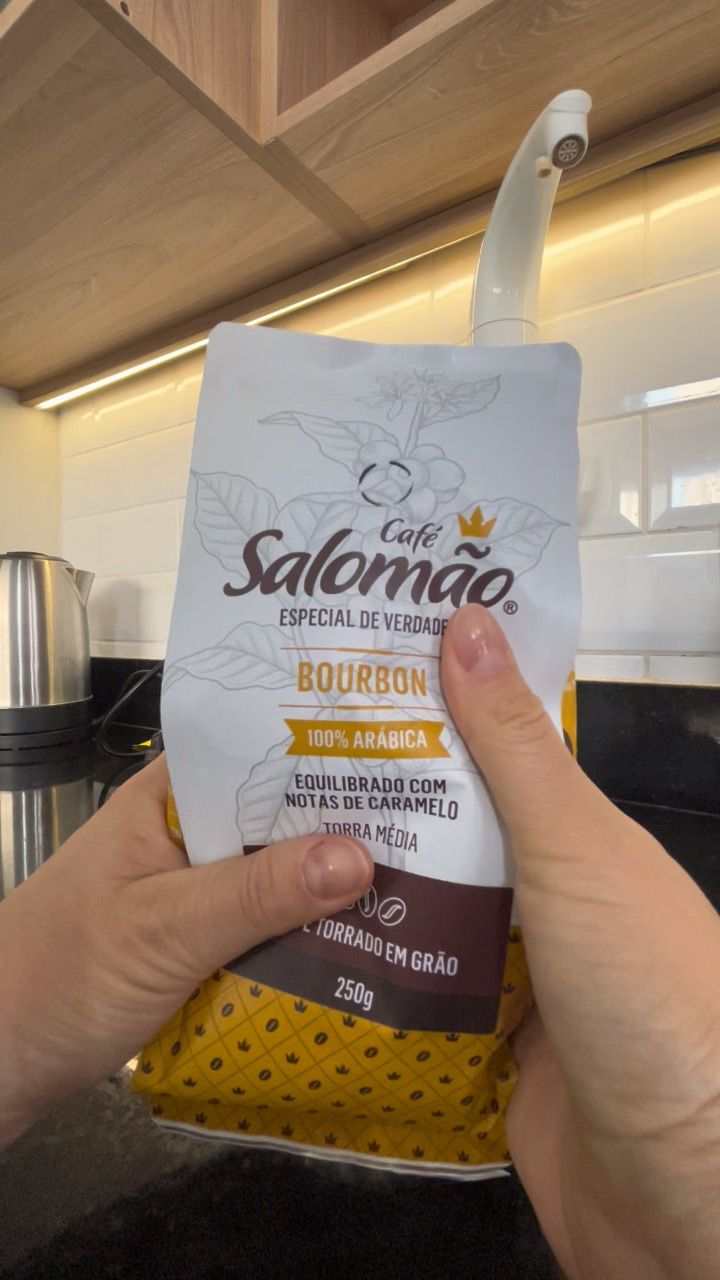 Café
Salomão®
ESPECIAL DE VERDADE
BOURBON
100% ARÁBICA
EQUILIBRADO COM
NOTAS DE CARAMELO
TORRA MÉDIA
TORRADO EM GRÃO
250g